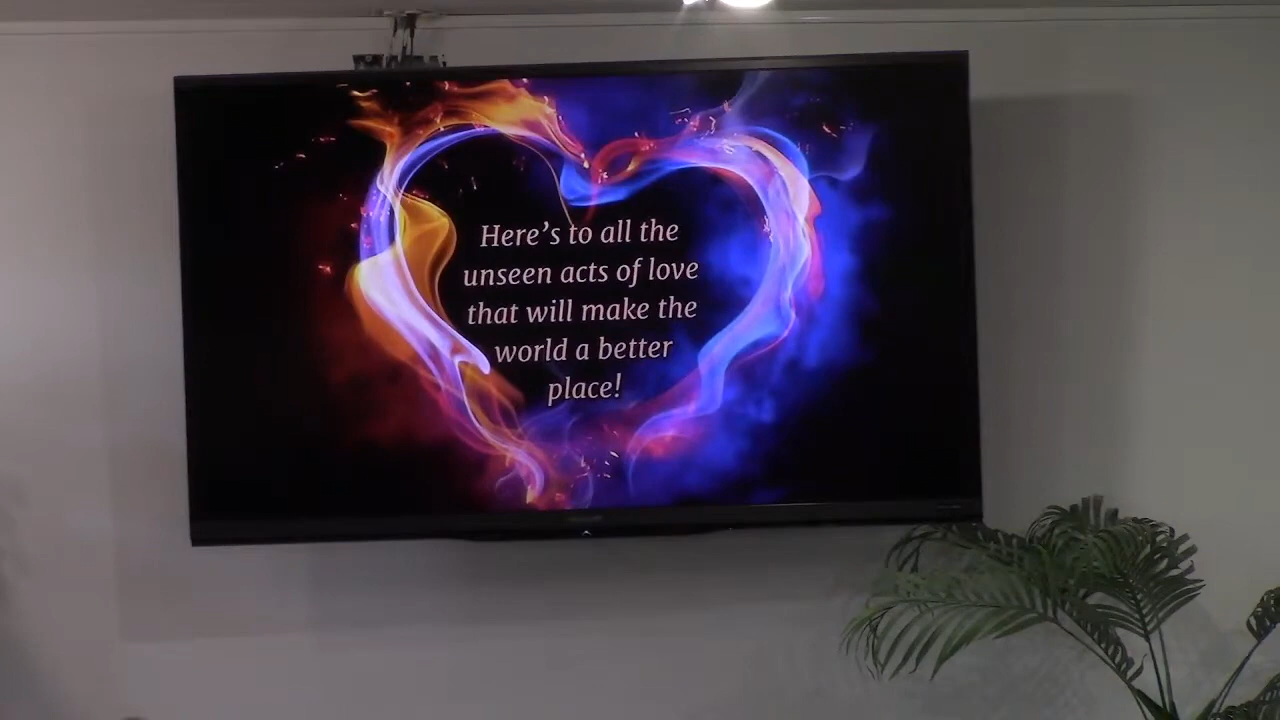 Here's to all the
unseen acts of love
that will make the
world a better
place!